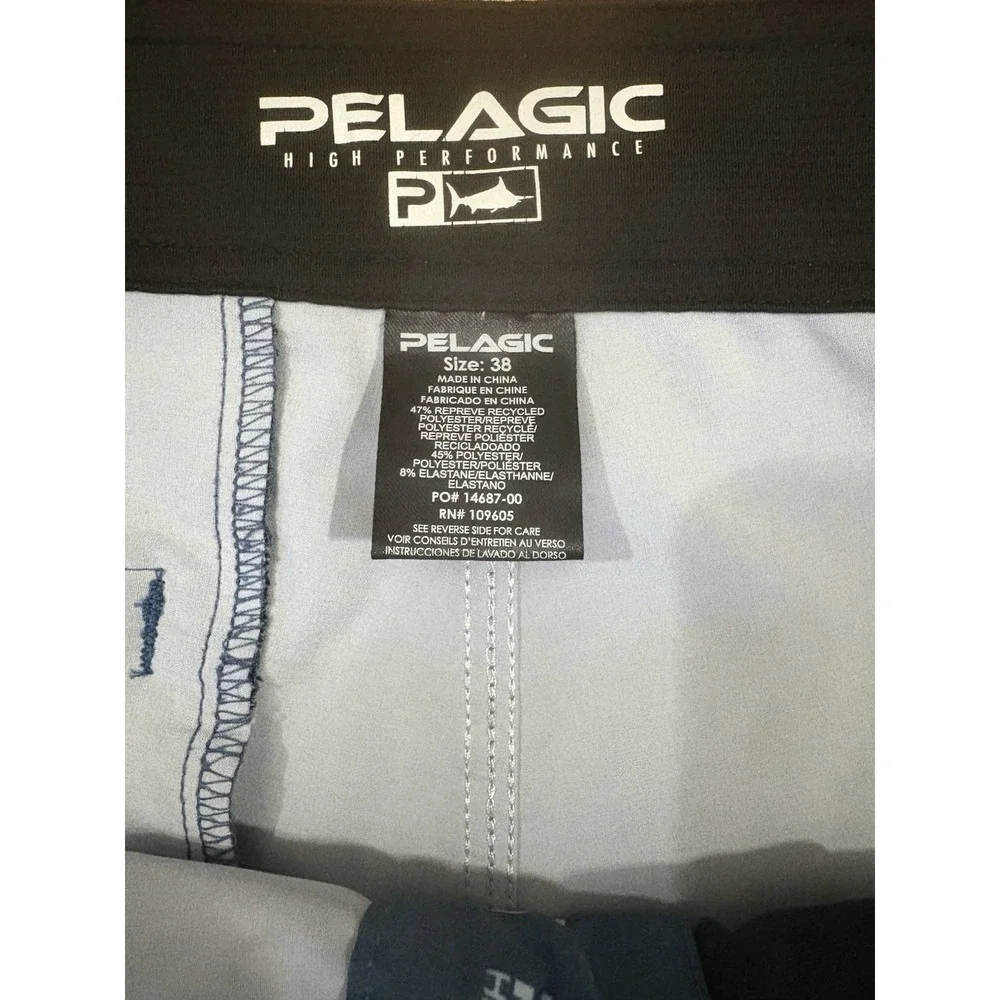 PELAGIC
HIGH PERFORMANCE
P
PELAGIC
Size: 38
MADE IN CHINA
FABRIQUE EN CHINE
FABRICADO EN CHINA
47% REPREVE RECYCLED
POLYESTER/REPREVE
POLYESTER RECYCLÉ/
REPREVE POLIÉSTER
RECICLADOADO
45% POLYESTER/
POLYESTER/POLIÉSTER
8% ELASTANE/ELASTHANNE/
ELASTANO
PO# 14687-00
RN# 109605
SEE REVERSE SIDE FOR CARE
VOIR CONSEILS D'ENTRETIEN AU VERSO
INSTRUCCIONES DE LAVADO AL DORSO